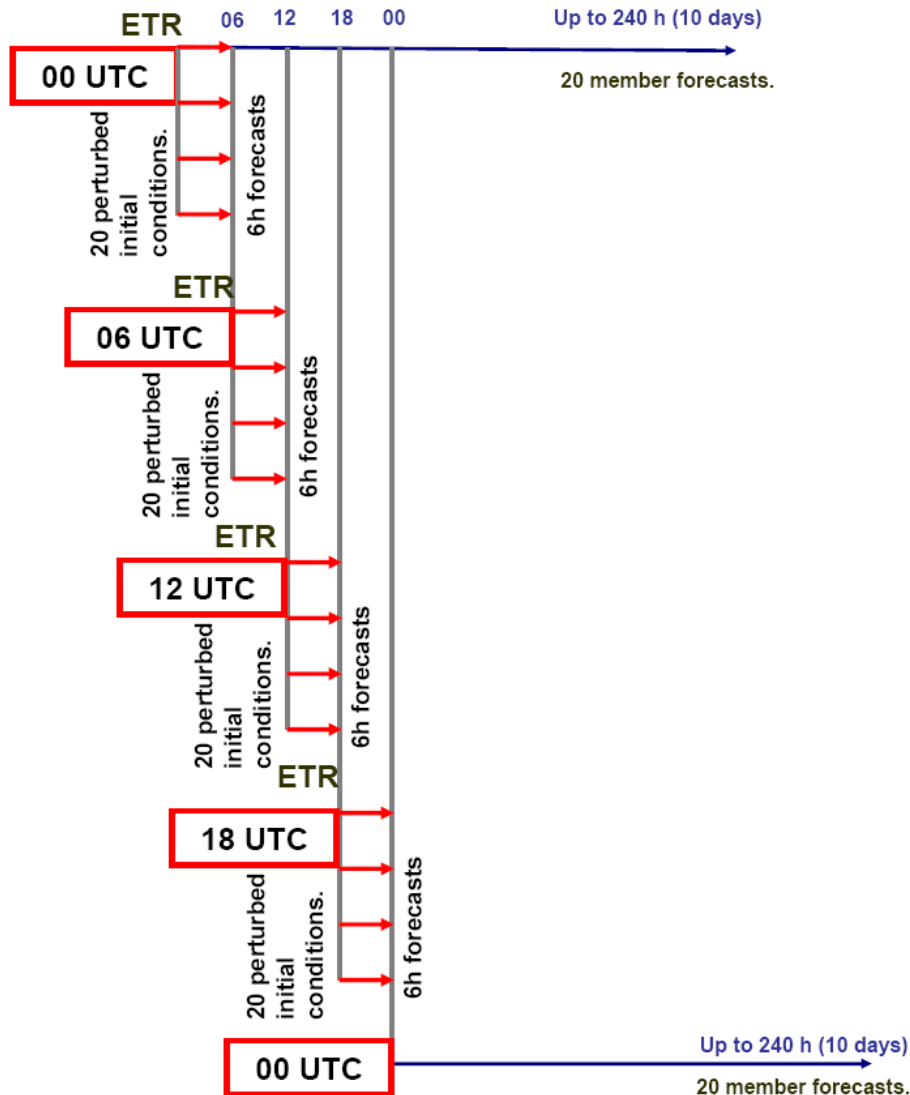 06 12 18 00
Up to 240 h (10 days)
ETR
00 UTC
20 member forecasts.
20 perturbed
initial
conditions.
6h forecasts
ETR
06 UTC
20 perturbed
initial
conditions.
6h forecasts
ETR
12 UTC
20 perturbed
initial
conditions.
6h forecasts
ETR
18 UTC
20 perturbed
initial
conditions.
6h forecasts
00 UTC
Up to 240 h (10 days)
20 member forecasts.